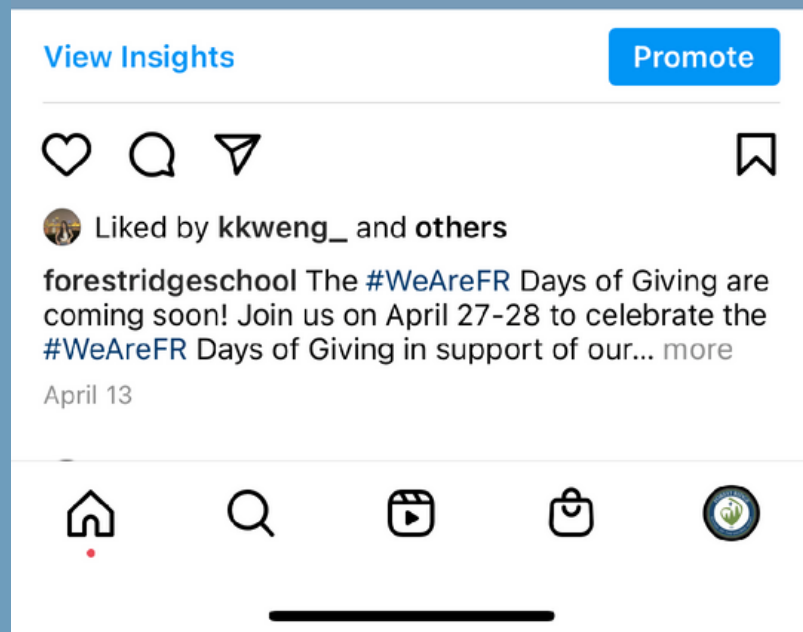 View Insights
Promote
Liked by kkweng_ and others
forestridgeschool The #WeAreFR Days of Giving are
coming soon! Join us on April 27-28 to celebrate the
#WeAreFR Days of Giving in support of our... more
April 13